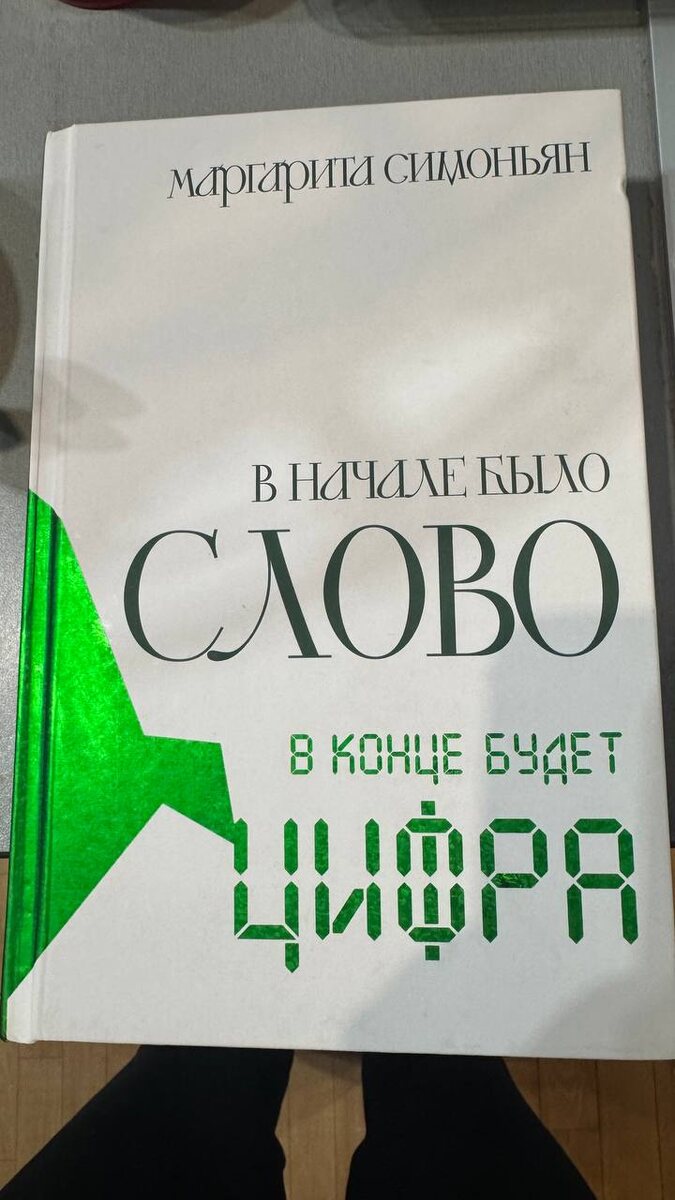 МАРГАРИТА СИМОНЬЯН
В НАЧАЛЕ БЫЛО
СЛОВО
В КОНЦЕ БУДЕТ
ЦИФРА